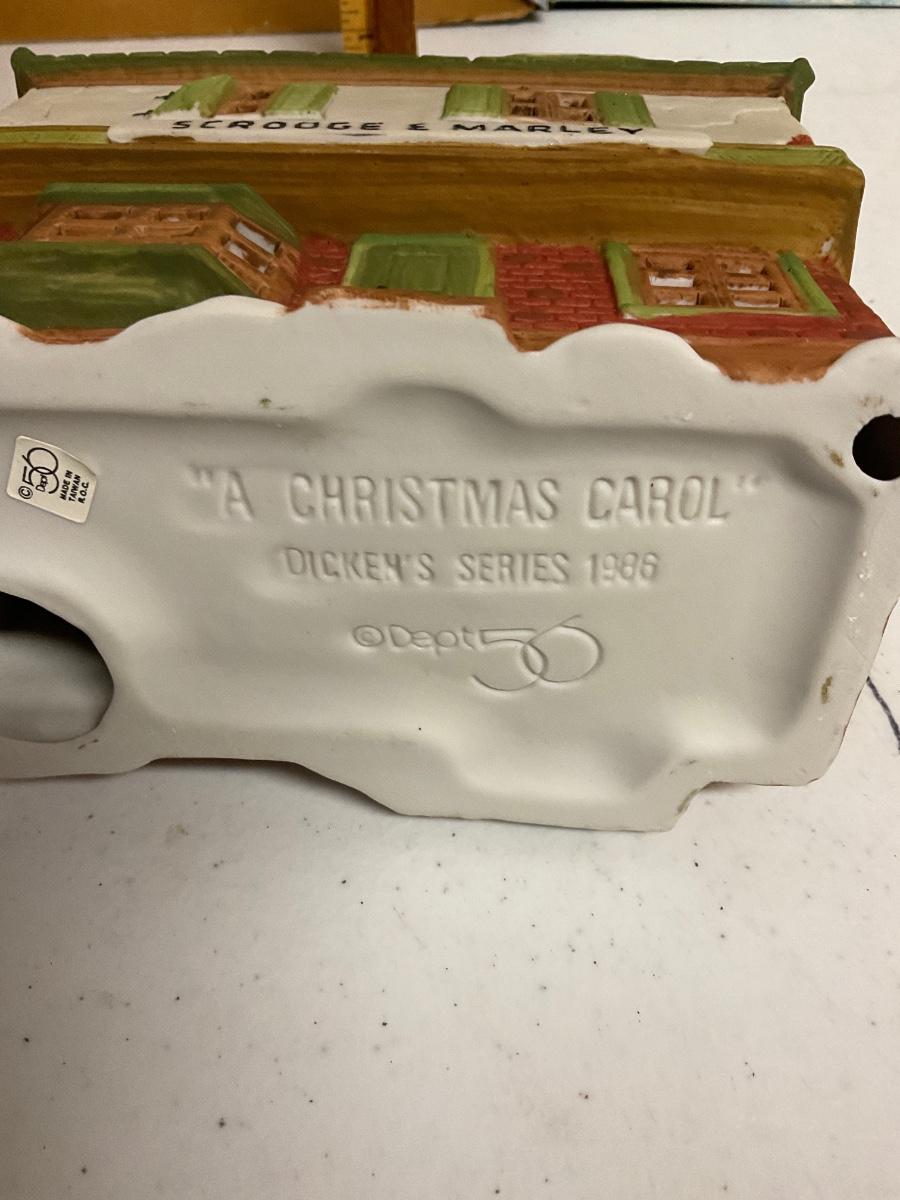 SCROOGE & MARLEY
"A CHRISTMAS CAROL"
DICKEN'S SERIES 1986
© Dept 56
© Dept 56
MADE IN
TAIWAN
R.O.C.